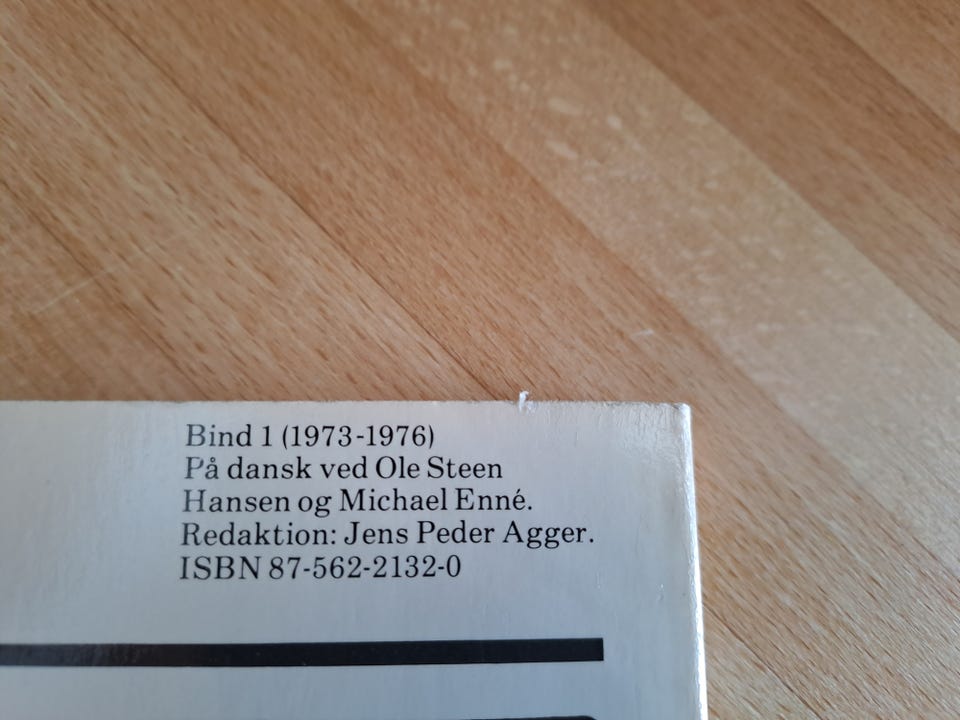 Bind 1 (1973-1976)
På dansk ved Ole Steen
Hansen og Michael Enné.
Redaktion: Jens Peder Agger.
ISBN 87-562-2132-0